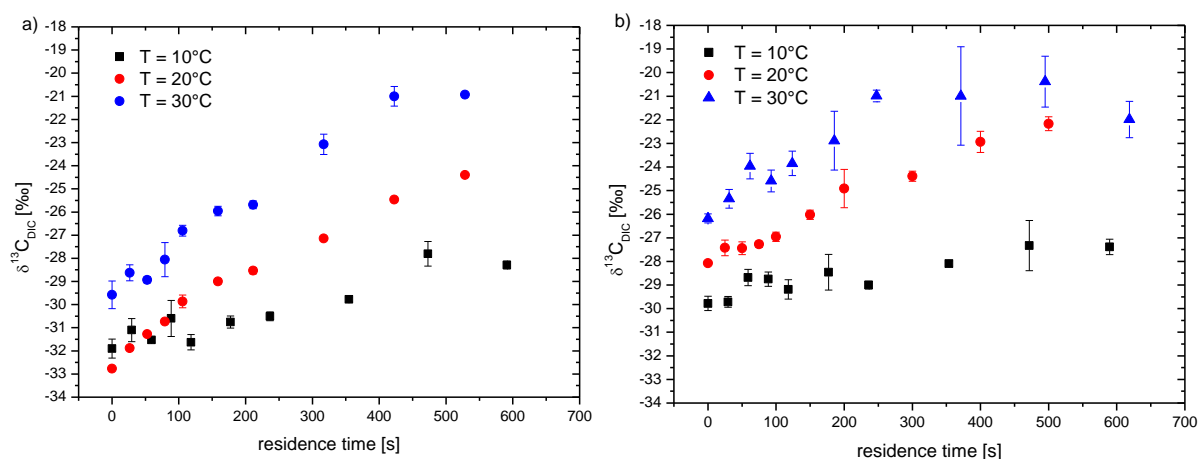 a)
-18
-19
-20
-21
-22
-23
-24
-25
-26
-27
-28
-29
-30
-31
-32
-33
-34
δ¹³C_DIC [‰]
T = 10°C
T = 20°C
T = 30°C
0 100 200 300 400 500 600 700
residence time [s]
b)
-18
-19
-20
-21
-22
-23
-24
-25
-26
-27
-28
-29
-30
-31
-32
-33
-34
δ¹³C_DIC [‰]
T = 10°C
T = 20°C
T = 30°C
0 100 200 300 400 500 600 700
residence time [s]